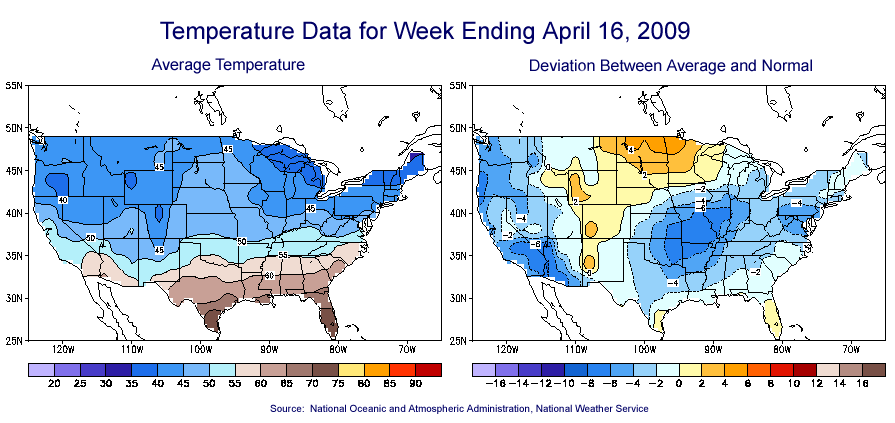 Temperature Data for Week Ending April 16, 2009
Average Temperature
Deviation Between Average and Normal
55N
50N
45N
40N
35N
30N
25N
120W 110W 100W 90W 80W 70W
45
45
40
45
50
50
45
55
60
20 25 30 35 40 45 50 55 60 65 70 75 80 85 90
55N
50N
45N
40N
35N
30N
25N
120W 110W 100W 90W 80W 70W
4
2
-2
2
-4
-6
-4
-4
-2
-6
-2
0
-4
-16 -14 -12 -10 -8 -6 -4 -2 0 2 4 6 8 10 12 14 16
Source: National Oceanic and Atmospheric Administration, National Weather Service